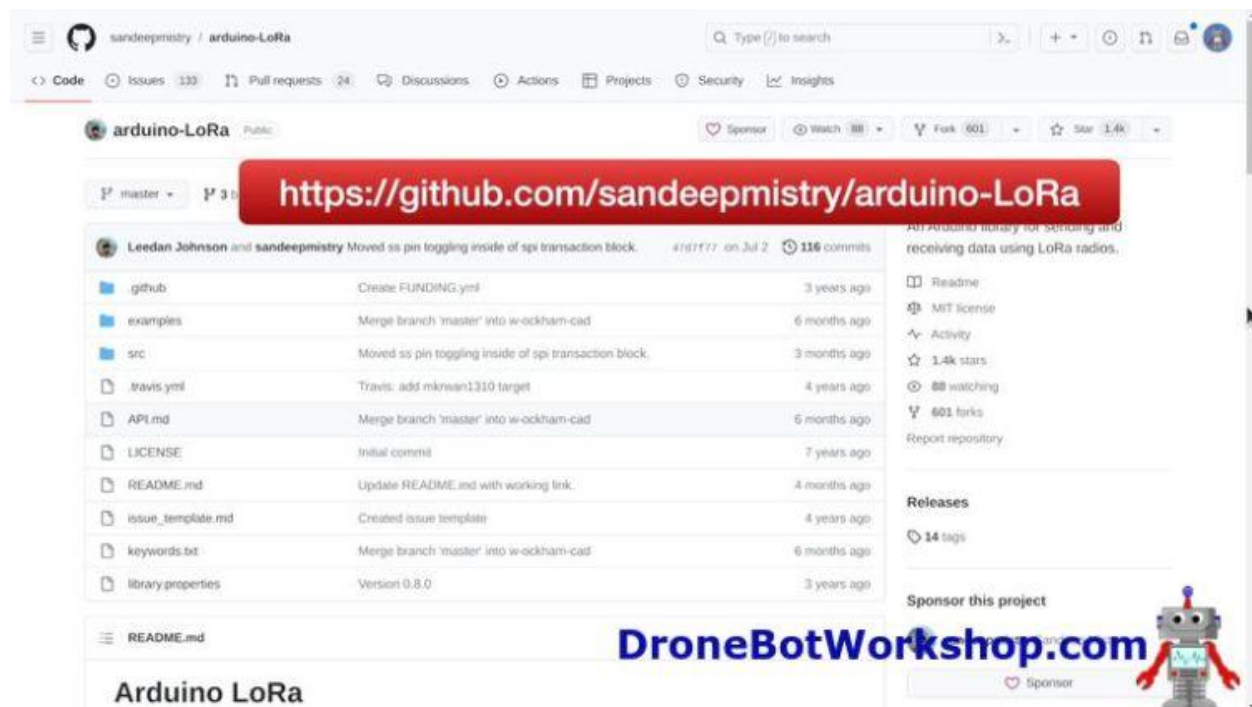 sandeepmistry / arduino-LoRa
Type [/] to search
<> Code
Issues 133
Pull requests 24
Discussions
Actions
Projects
Security
Insights
arduino-LoRa Public
Sponsor
Watch 88
Fork 601
Star 1.4k
master
3
https://github.com/sandeepmistry/arduino-LoRa
An Arduino library for sending and
receiving data using LoRa radios.
Leedan Johnson and sandeepmistry Moved ss pin toggling inside of spi transaction block.
on Jul 2
116 commits
.github Create FUNDING.yml 3 years ago
examples Merge branch 'master' into w-ockham-cad 6 months ago
src Moved ss pin toggling inside of spi transaction block. 3 months ago
.travis.yml Travis: add mkrwan1310 target 4 years ago
API.md Merge branch 'master' into w-ockham-cad 6 months ago
LICENSE Initial commit 7 years ago
README.md Update README.md with working link. 4 months ago
issue_template.md Created issue template 4 years ago
keywords.txt Merge branch 'master' into w-ockham-cad 6 months ago
library.properties Version 0.8.0 3 years ago
Readme
MIT license
Activity
1.4k stars
88 watching
601 forks
Report repository
Releases
14 tags
Sponsor this project
Sponsor
README.md
Arduino LoRa
DroneBotWorkshop.com